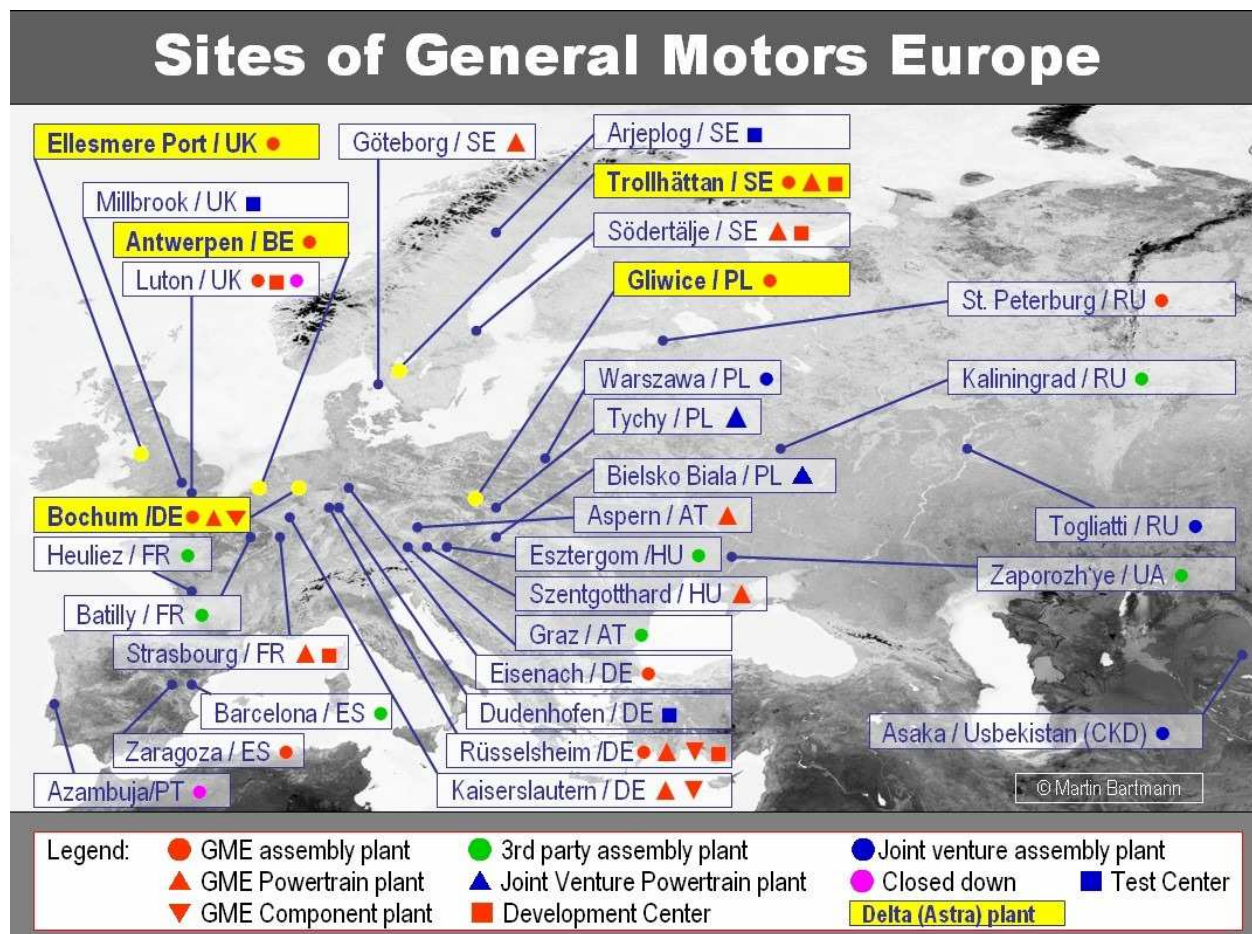 Sites of General Motors Europe
Ellesmere Port / UK
Göteborg / SE
Arjeplog / SE
Trollhättan / SE
Millbrook / UK
Södertälje / SE
Antwerpen / BE
Luton / UK
Gliwice / PL
St. Peterburg / RU
Warszawa / PL
Kaliningrad / RU
Tychy / PL
Bielsko Biala / PL
Bochum /DE
Aspern / AT
Togliatti / RU
Heuliez / FR
Esztergom /HU
Zaporozh'ye / UA
Szentgotthard / HU
Batilly / FR
Graz / AT
Strasbourg / FR
Eisenach / DE
Barcelona / ES
Dudenhofen / DE
Asaka / Usbekistan (CKD)
Zaragoza / ES
Rüsselsheim /DE
Azambuja/PT
Kaiserslautern / DE
© Martin Bartmann
Legend:
GME assembly plant
3rd party assembly plant
Joint venture assembly plant
GME Powertrain plant
Joint Venture Powertrain plant
Closed down
Test Center
GME Component plant
Development Center
Delta (Astra) plant